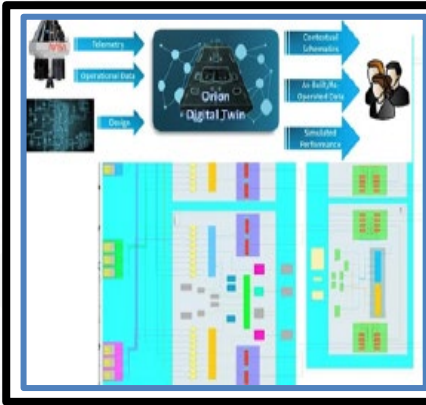 Telemetry
Operational Data
Design
Orion
Digital Twin
Contextual
Schematics
As-Built/As-
Operated Data
Simulated
Performance